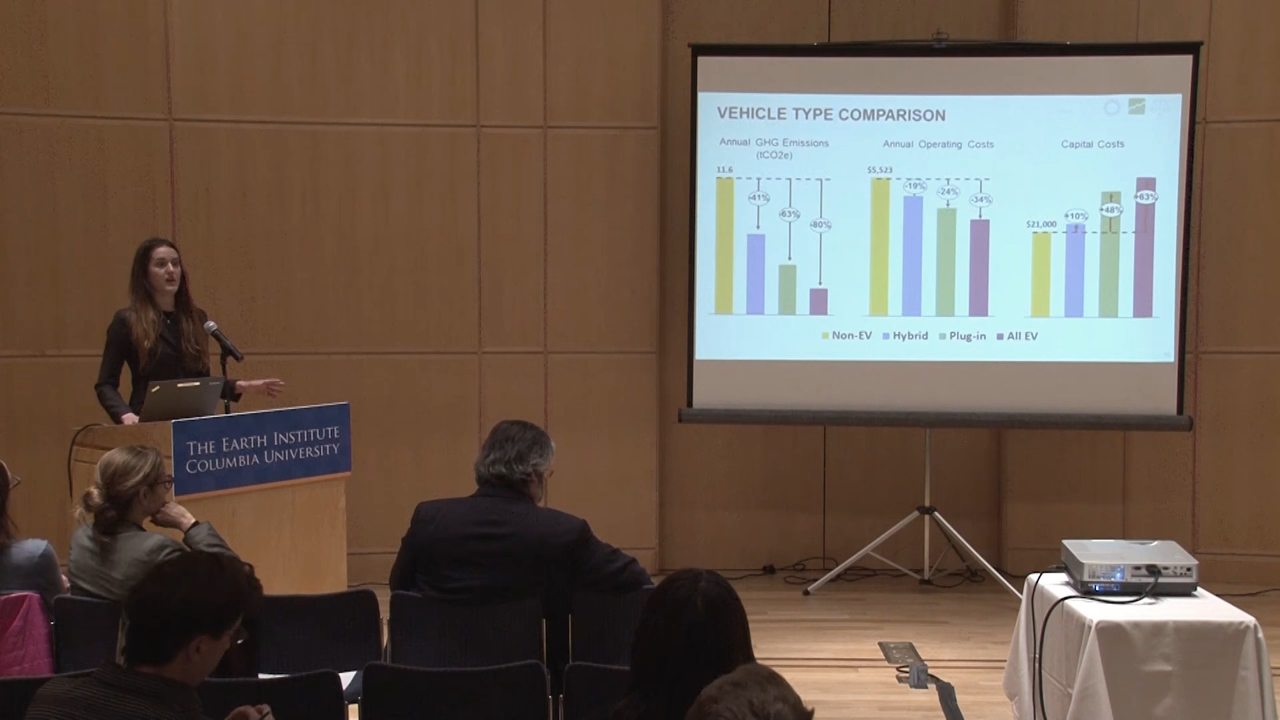 VEHICLE TYPE COMPARISON
Annual GHG Emissions
(tCO2e)
11.6
-41%
-63%
-80%
Annual Operating Costs
$5,523
-19%
-24%
-34%
Capital Costs
$21,000
+10%
+48%
+63%
Non-EV
Hybrid
Plug-in
All EV
THE EARTH INSTITUTE
COLUMBIA UNIVERSITY